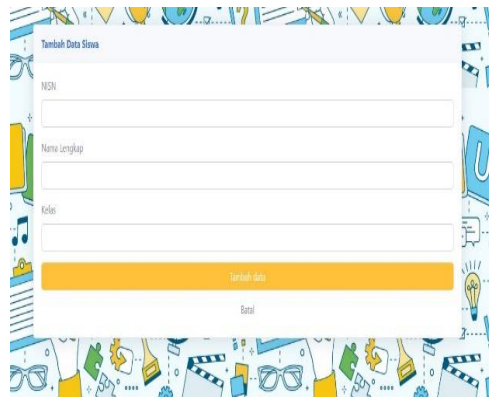 Tambah Data Siswa
NISN
Nama Lengkap
Kelas
Tambah data
Batal